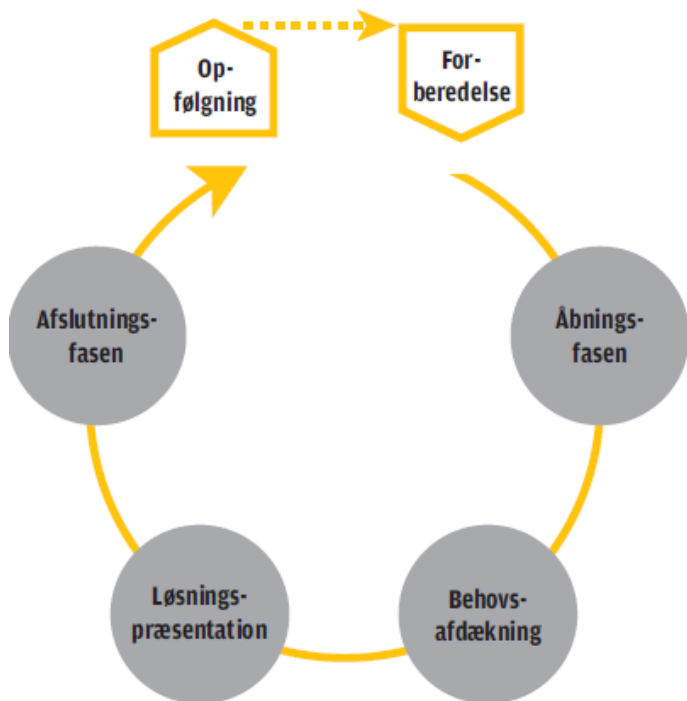 Op-
følgning
For-
beredelse
Afslutnings-
fasen
Åbnings-
fasen
Løsnings-
præsentation
Behovs-
afdækning